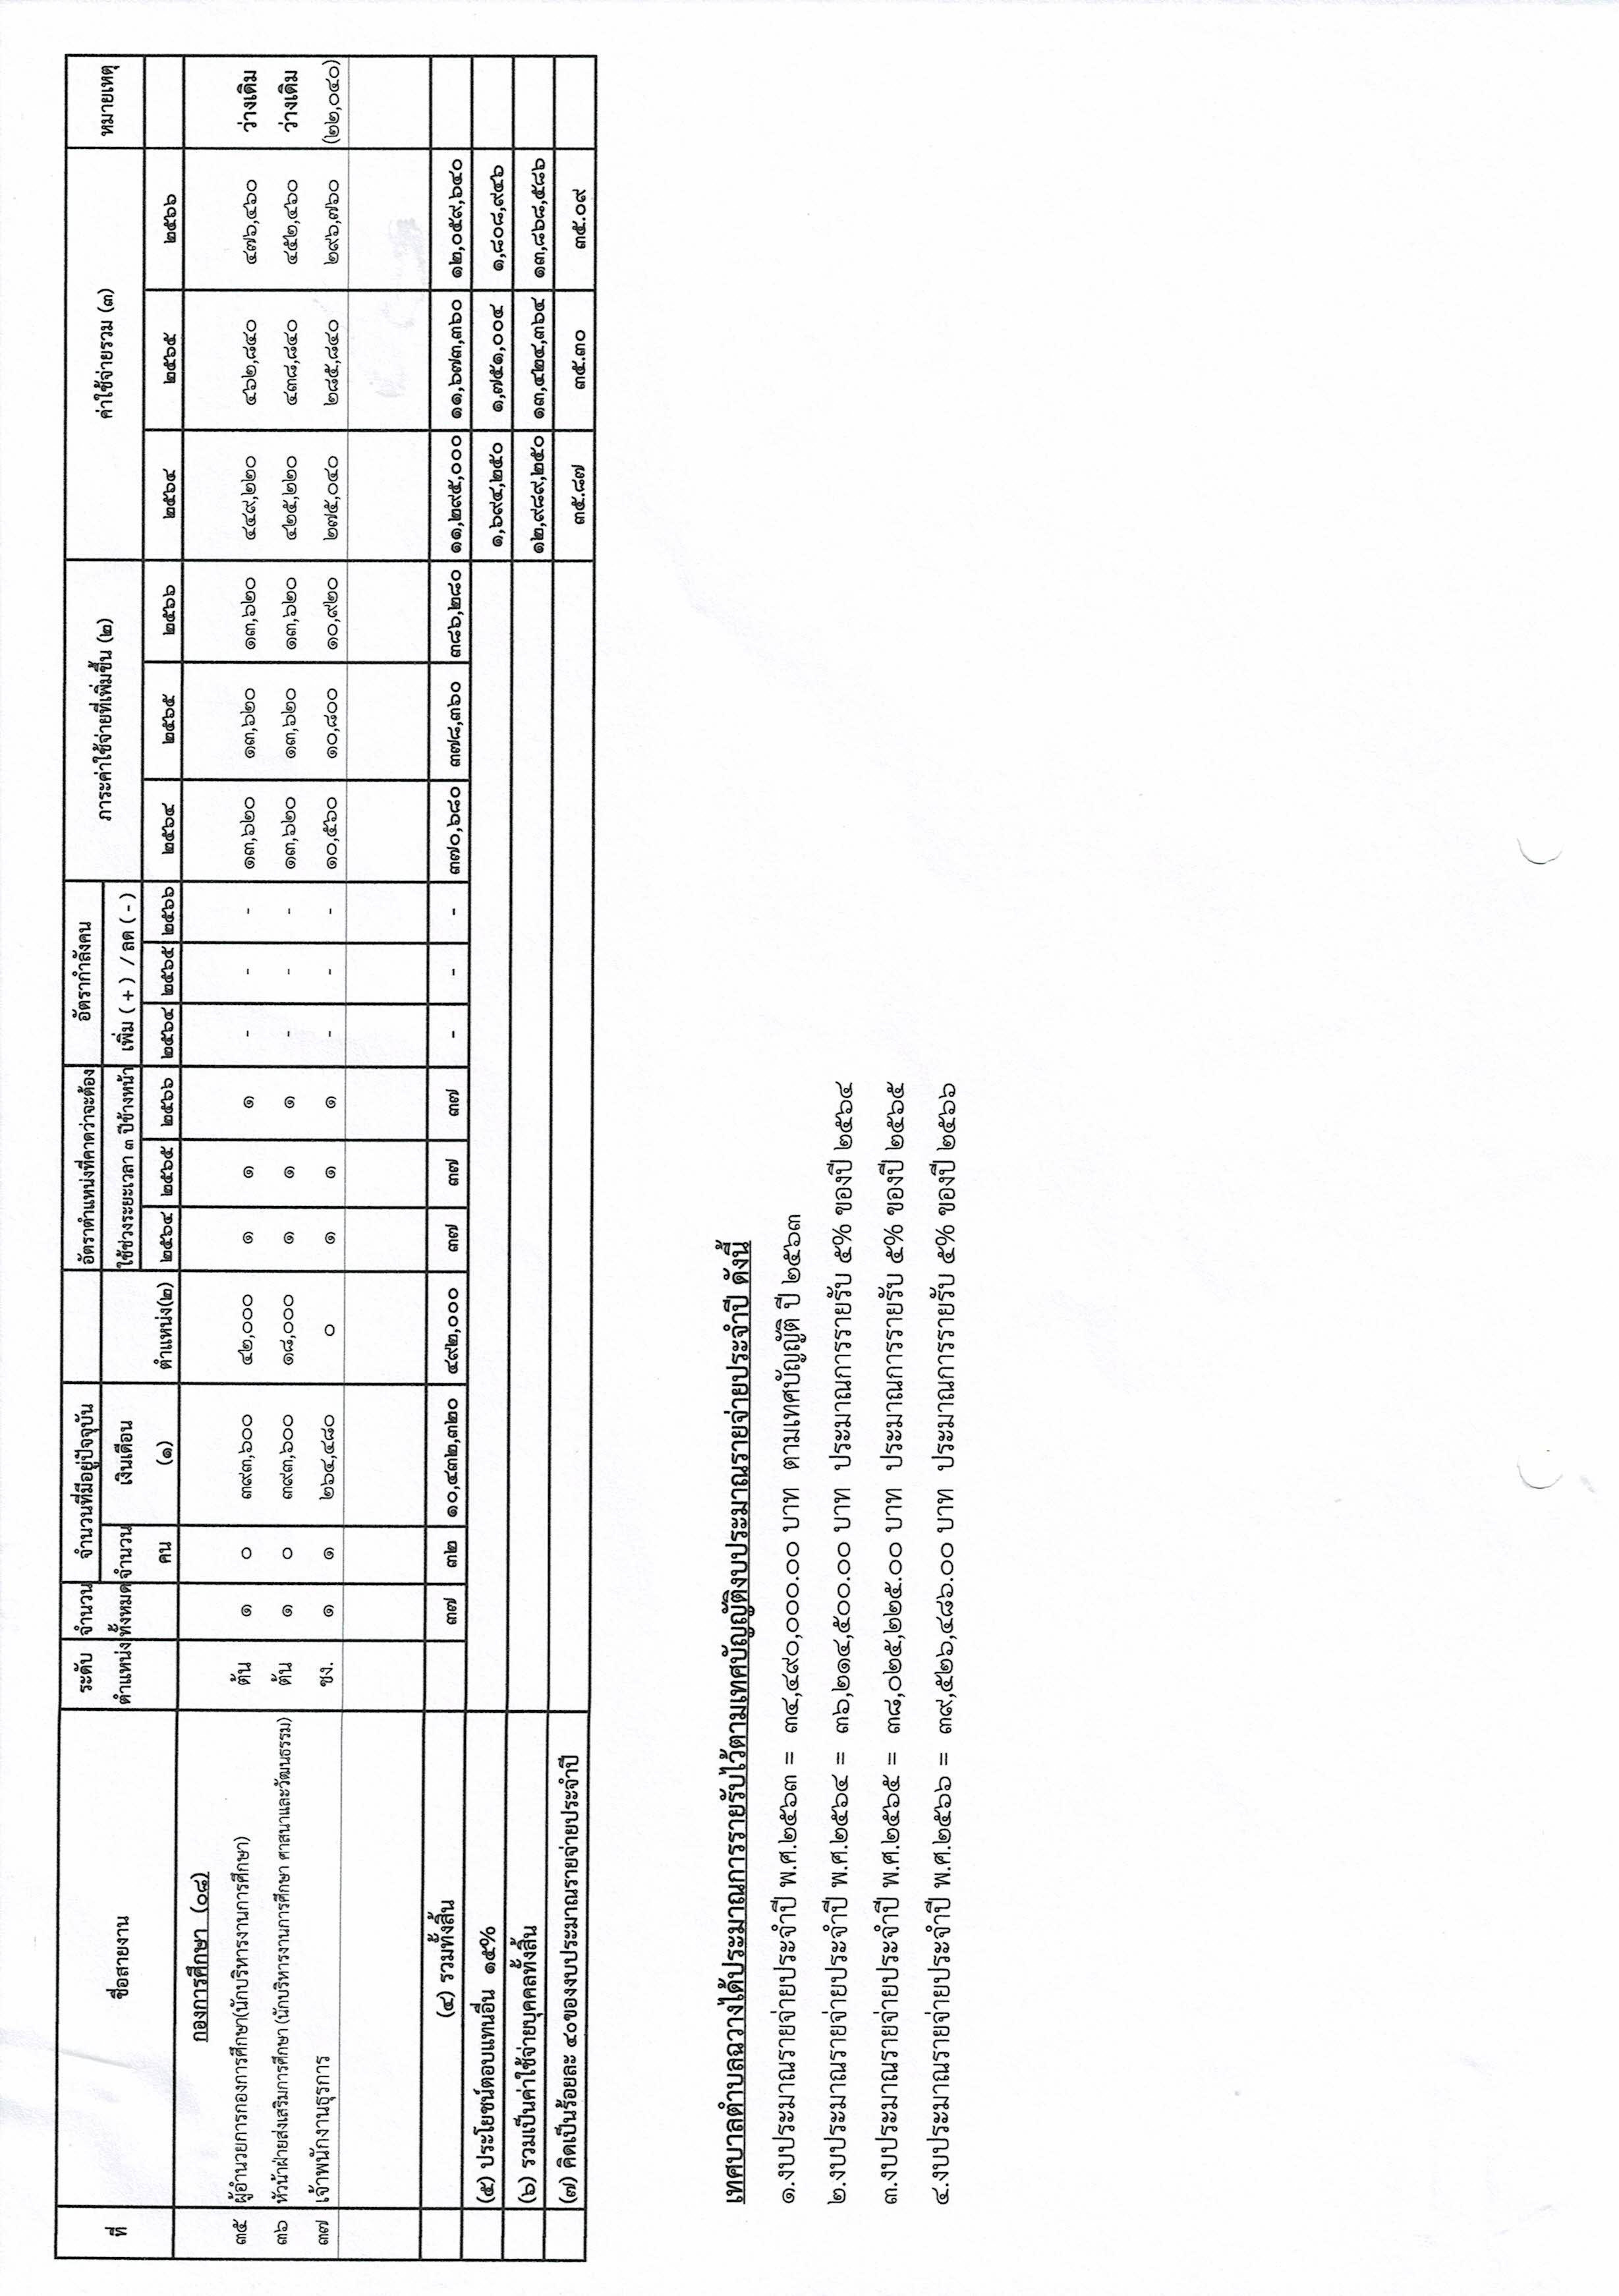 ที่ ชื่อสายงาน ระดับ จำนวน จำนวนที่มีอยู่ปัจจุบัน อัตราตำแหน่งที่คาดว่าจะต้อง อัตรากำลังคน ภาระค่าใช้จ่ายที่เพิ่มขึ้น (๒) ค่าใช้จ่ายรวม (๓) หมายเหตุ
ตำแหน่ง ทั้งหมด จำนวน เงินเดือน ใช้ช่วงระยะเวลา ๓ ปีข้างหน้า เพิ่ม ( + ) / ลด ( - )
คน (๑) ตำแหน่ง(๒) ๒๕๖๔ ๒๕๖๕ ๒๕๖๖ ๒๕๖๔ ๒๕๖๕ ๒๕๖๖ ๒๕๖๔ ๒๕๖๕ ๒๕๖๖ ๒๕๖๔ ๒๕๖๕ ๒๕๖๖
กองการศึกษา (๐๘)
๓๕ ผู้อำนวยการกองการศึกษา(นักบริหารงานการศึกษา) ต้น ๑ ๐ ๓๙๓,๖๐๐ ๔๒,๐๐๐ ๑ ๑ ๑ - - - ๑๓,๖๒๐ ๑๓,๖๒๐ ๑๓,๖๒๐ ๔๔๙,๒๒๐ ๔๖๒,๘๔๐ ๔๗๖,๔๖๐ ว่างเดิม
๓๖ หัวน้าฝ่ายส่งเสริมการศึกษา (นักบริหารงานการศึกษา ศาสนาและวัฒนธรรม) ต้น ๑ ๐ ๓๙๓,๖๐๐ ๑๘,๐๐๐ ๑ ๑ ๑ - - - ๑๓,๖๒๐ ๑๓,๖๒๐ ๑๓,๖๒๐ ๔๒๕,๒๒๐ ๔๓๘,๘๔๐ ๔๕๒,๔๖๐ ว่างเดิม
๓๗ เจ้าพนักงานธุรการ ชง. ๑ ๑ ๒๖๔,๔๘๐ ๐ ๑ ๑ ๑ - - - ๑๐,๕๖๐ ๑๐,๘๐๐ ๑๐,๙๒๐ ๒๗๕,๐๔๐ ๒๘๕,๘๔๐ ๒๙๖,๗๖๐ (๒๒,๐๔๐)
(๔) รวมทั้งสิ้น ๓๗ ๓๒ ๑๐,๔๓๒,๓๒๐ ๔๙๒,๐๐๐ ๓๗ ๓๗ ๓๗ - - - ๓๗๐,๖๘๐ ๓๗๘,๓๖๐ ๓๘๖,๒๘๐ ๑๑,๒๙๕,๐๐๐ ๑๑,๖๗๓,๓๖๐ ๑๒,๐๕๙,๖๔๐
(๕) ประโยชน์ตอบแทนอื่น ๑๕% ๑,๖๙๔,๒๕๐ ๑,๗๕๑,๐๐๔ ๑,๘๐๘,๙๔๖
(๖) รวมเป็นค่าใช้จ่ายบุคคลทั้งสิ้น ๑๒,๙๘๙,๒๕๐ ๑๓,๔๒๔,๓๖๔ ๑๓,๘๖๘,๕๘๖
(๗) คิดเป็นร้อยละ ๔๐ของงบประมาณรายจ่ายประจำปี ๓๕.๘๗ ๓๕.๓๐ ๓๕.๐๙
เทศบาลตำบลฉวางได้ประมาณการรายรับไว้ตามเทศบัญญัติงบประมาณรายจ่ายประจำปี ดังนี้
๑.งบประมาณรายจ่ายประจำปี พ.ศ.๒๕๖๓ = ๓๔,๔๙๐,๐๐๐.๐๐ บาท ตามเทศบัญญัติ ปี ๒๕๖๓
๒.งบประมาณรายจ่ายประจำปี พ.ศ.๒๕๖๔ = ๓๖,๒๑๔,๕๐๐.๐๐ บาท ประมาณการรายรับ ๕% ของปี ๒๕๖๔
๓.งบประมาณรายจ่ายประจำปี พ.ศ.๒๕๖๕ = ๓๘,๐๒๕,๒๒๕.๐๐ บาท ประมาณการรายรับ ๕% ของปี ๒๕๖๕
๔.งบประมาณรายจ่ายประจำปี พ.ศ.๒๕๖๖ = ๓๙,๕๒๖,๔๘๖.๐๐ บาท ประมาณการรายรับ ๕% ของปี ๒๕๖๖